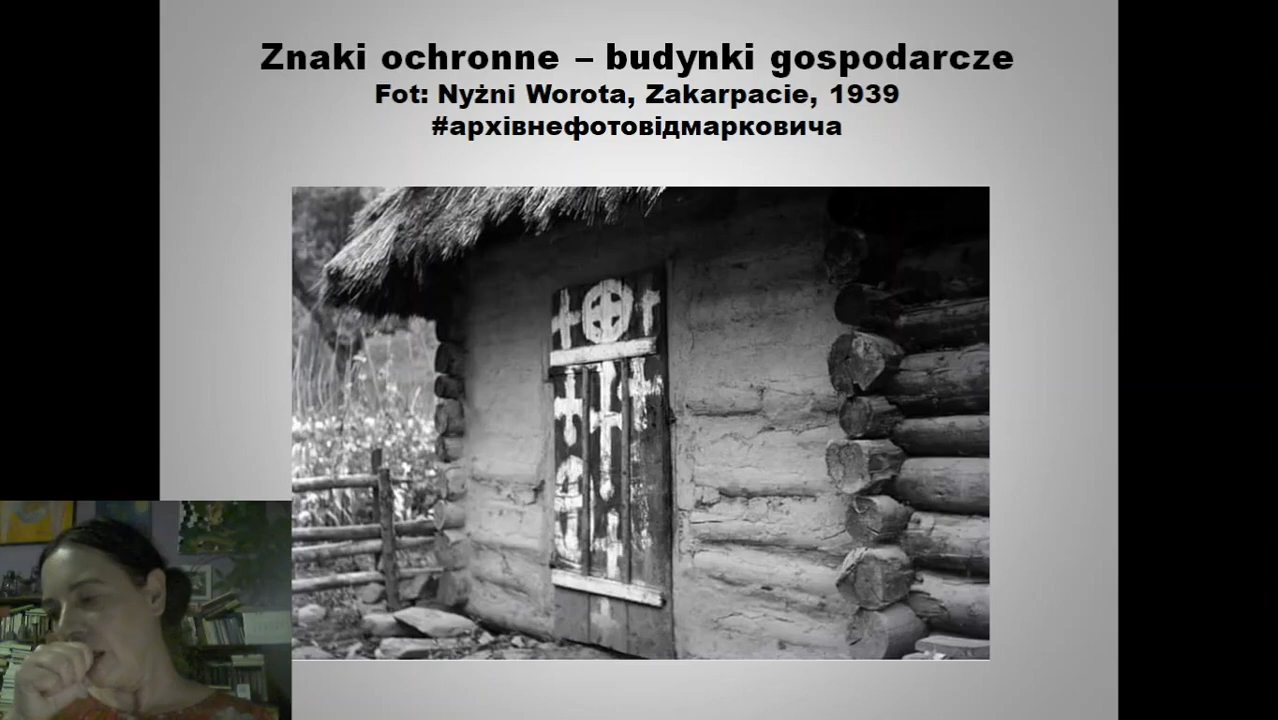 Znaki ochronne – budynki gospodarcze
Fot: Nyżni Worota, Zakarpacie, 1939
#архівнефотовідмарковича